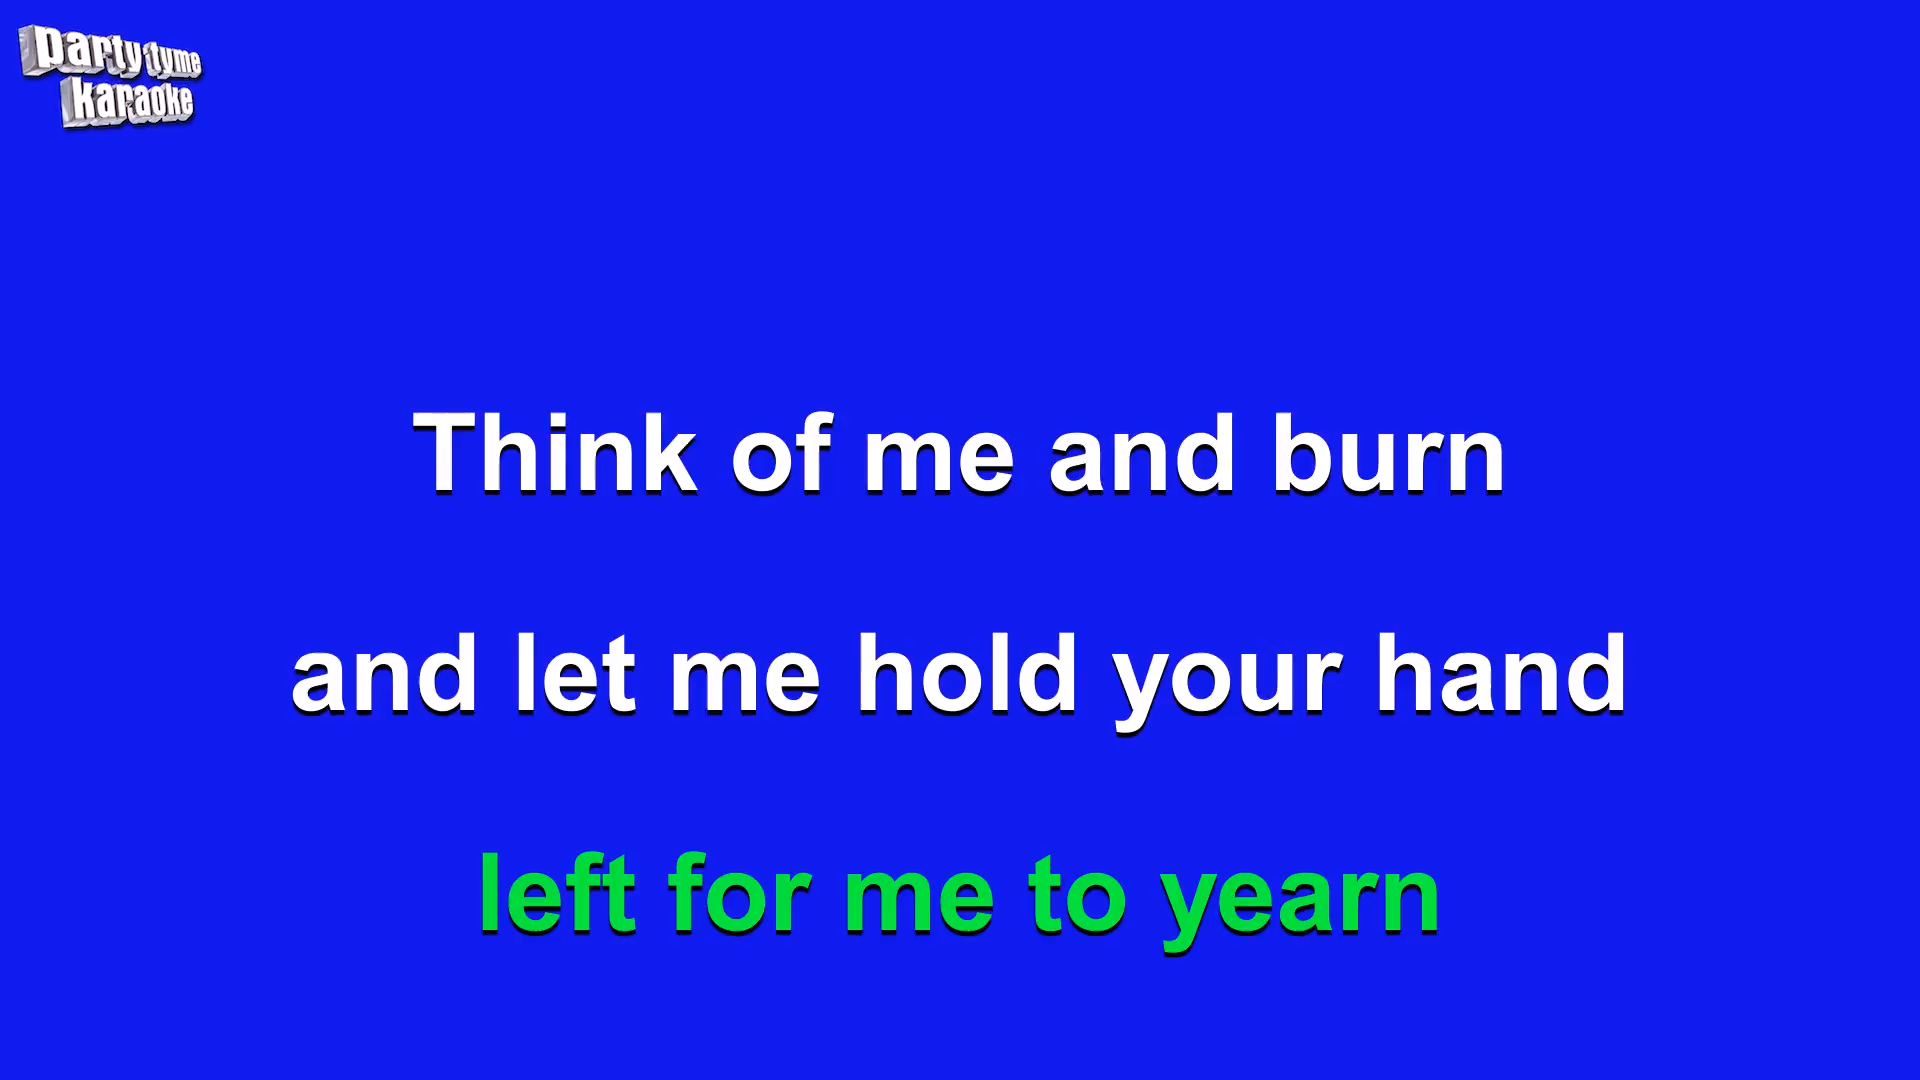 party tyme
karaoke
Think of me and burn
and let me hold your hand
left for me to yearn